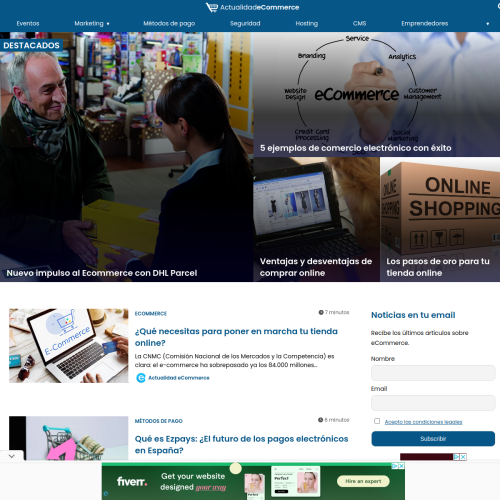 ActualidadeCommerce
Eventos
Marketing
Métodos de pago
Seguridad
Hosting
CMS
Emprendedores
DESTACADOS
Nuevo impulso al Ecommerce con DHL Parcel
Service
Branding
Analytics
Website
Design
eCommerce
Customer
Management
Credit Card
Processing
Social
Marketing
5 ejemplos de comercio electrónico con éxito
Ventajas y desventajas de
comprar online
ONLINE
SHOPPING
Los pasos de oro para tu
tienda online
E-Commerce
ECOMMERCE
7 minutos
¿Qué necesitas para poner en marcha tu tienda
online?
La CNMC (Comisión Nacional de los Mercados y la Competencia) es
clara: el e-commerce ha sobrepasado ya los 84.000 millones...
Actualidad eCommerce
MÉTODOS DE PAGO
6 minutos
Qué es Ezpays: ¿El futuro de los pagos electrónicos
en España?
Noticias en tu email
Recibe los últimos artículos sobre
eCommerce.
Nombre
Email
Acepto las condiciones legales
Subscribir
fiverr.
Get your website
designed your way
Perfect
Hire an expert